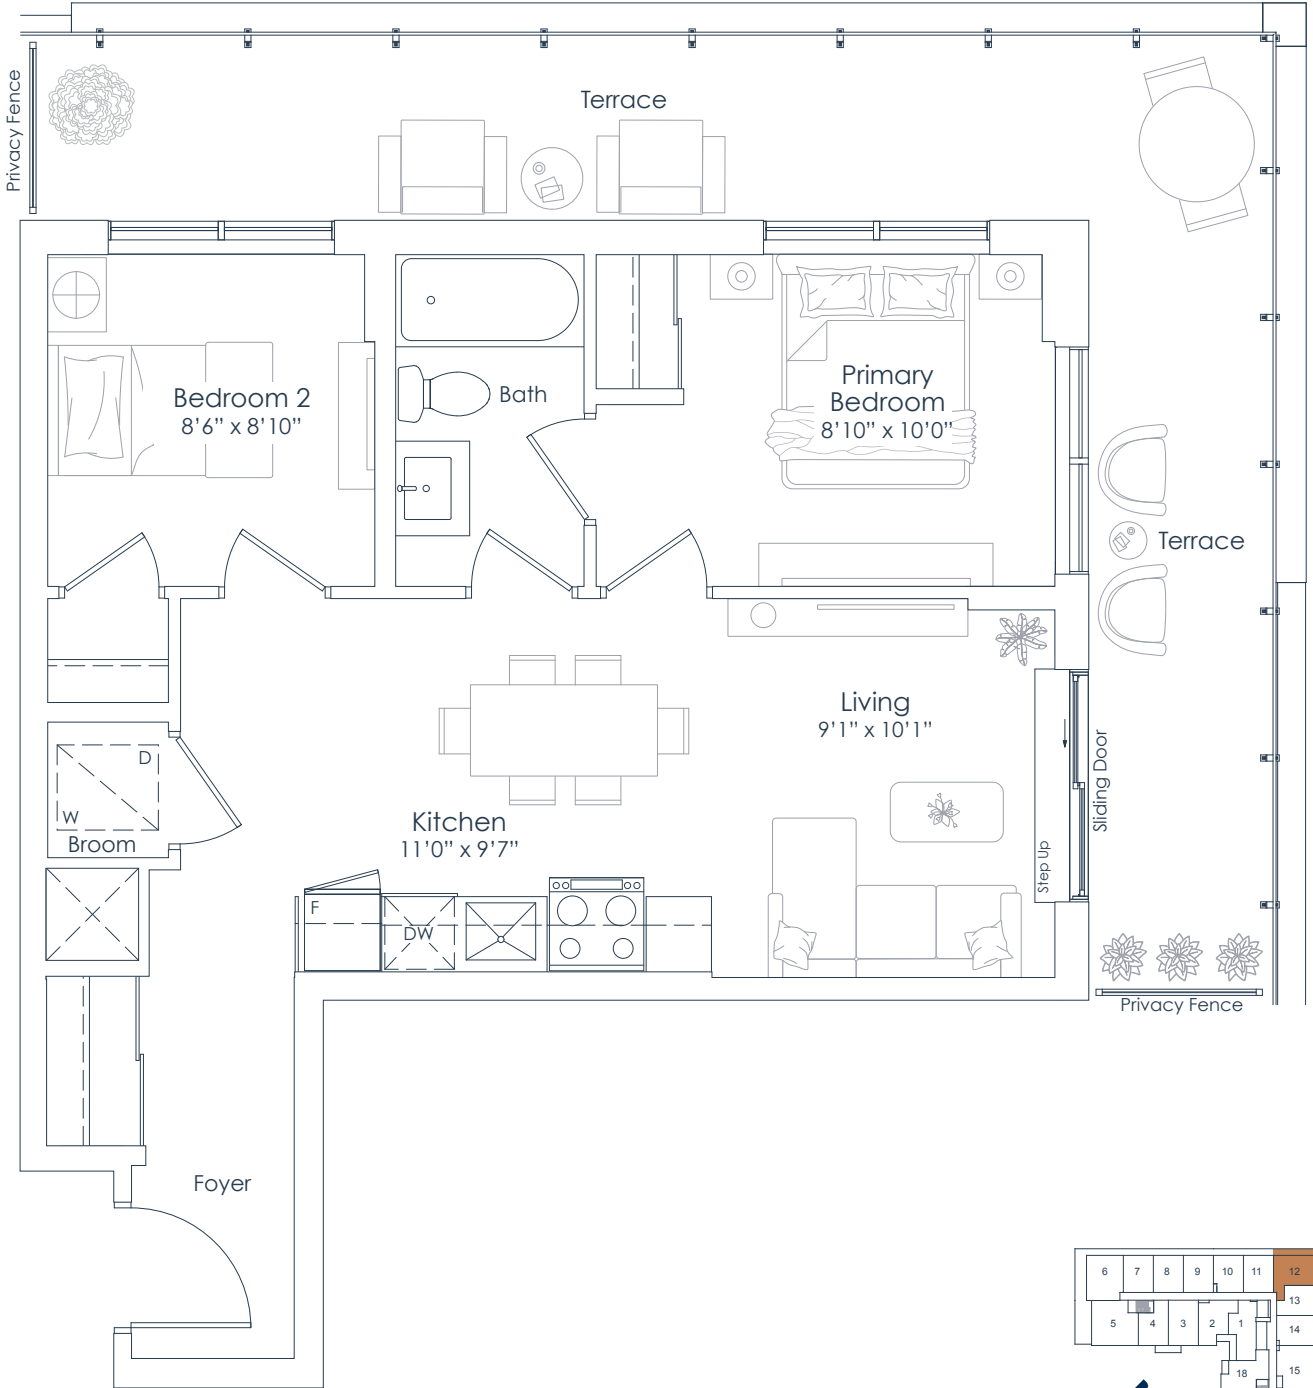 Terrace
Privacy Fence
Bedroom 2
8’6” x 8’10”
Bath
Primary
Bedroom
8’10” x 10’0”
Terrace
Living
9’1” x 10’1”
Sliding Door
Step Up
D
W
Broom
Kitchen
11’0” x 9’7”
F
DW
Privacy Fence
Foyer
6 7 8 9 10 11 12
13
5 4 3 2 1 14
18 15